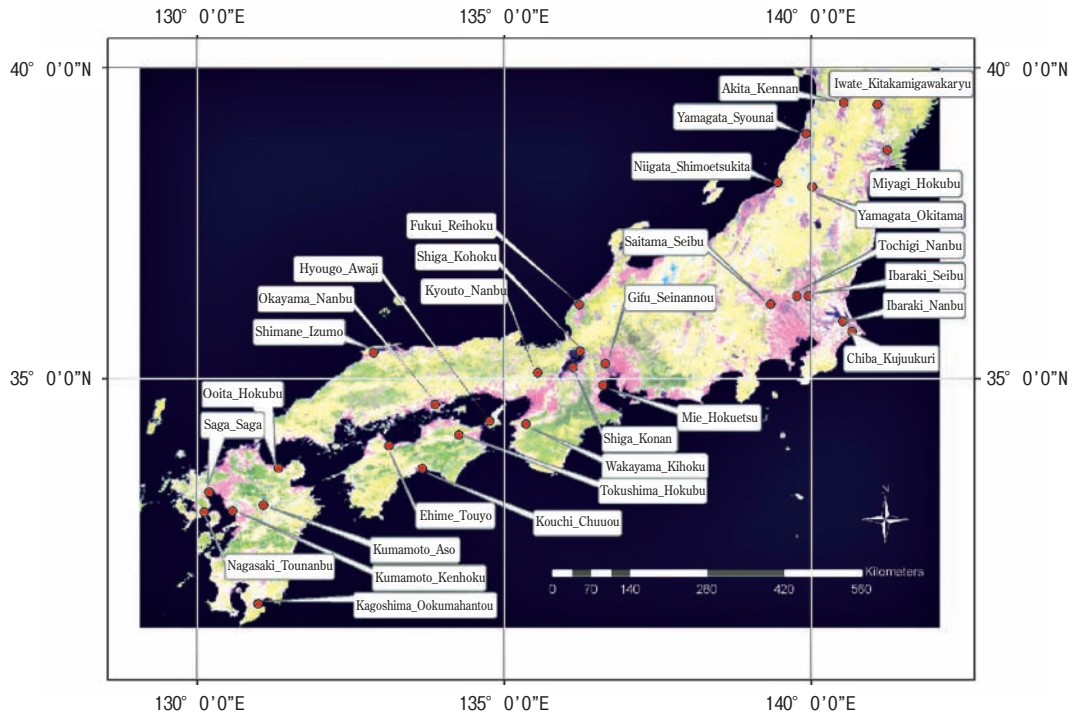 130° 0’0”E
135° 0’0”E
140° 0’0”E
40° 0’0”N
40° 0’0”N
Akita_Kennan
Iwate_Kitakamigawakaryu
Yamagata_Syounai
Niigata_Shimoetsukita
Miyagi_Hokubu
Yamagata_Okitama
Fukui_Reihoku
Saitama_Seibu
Tochigi_Nanbu
Shiga_Kohoku
Hyougo_Awaji
Ibaraki_Seibu
Kyouto_Nanbu
Gifu_Seinannou
Okayama_Nanbu
Ibaraki_Nanbu
Shimane_Izumo
Chiba_Kujuukuri
35° 0’0”N
35° 0’0”N
Ooita_Hokubu
Mie_Hokuetsu
Saga_Saga
Shiga_Konan
Wakayama_Kihoku
Tokushima_Hokubu
Ehime_Touyo
Kouchi_Chuuou
Kumamoto_Aso
Nagasaki_Tounanbu
Kumamoto_Kenhoku
Kagoshima_Ookumahantou
Kilometers
0 70 140 280 420 560
130° 0’0”E
135° 0’0”E
140° 0’0”E